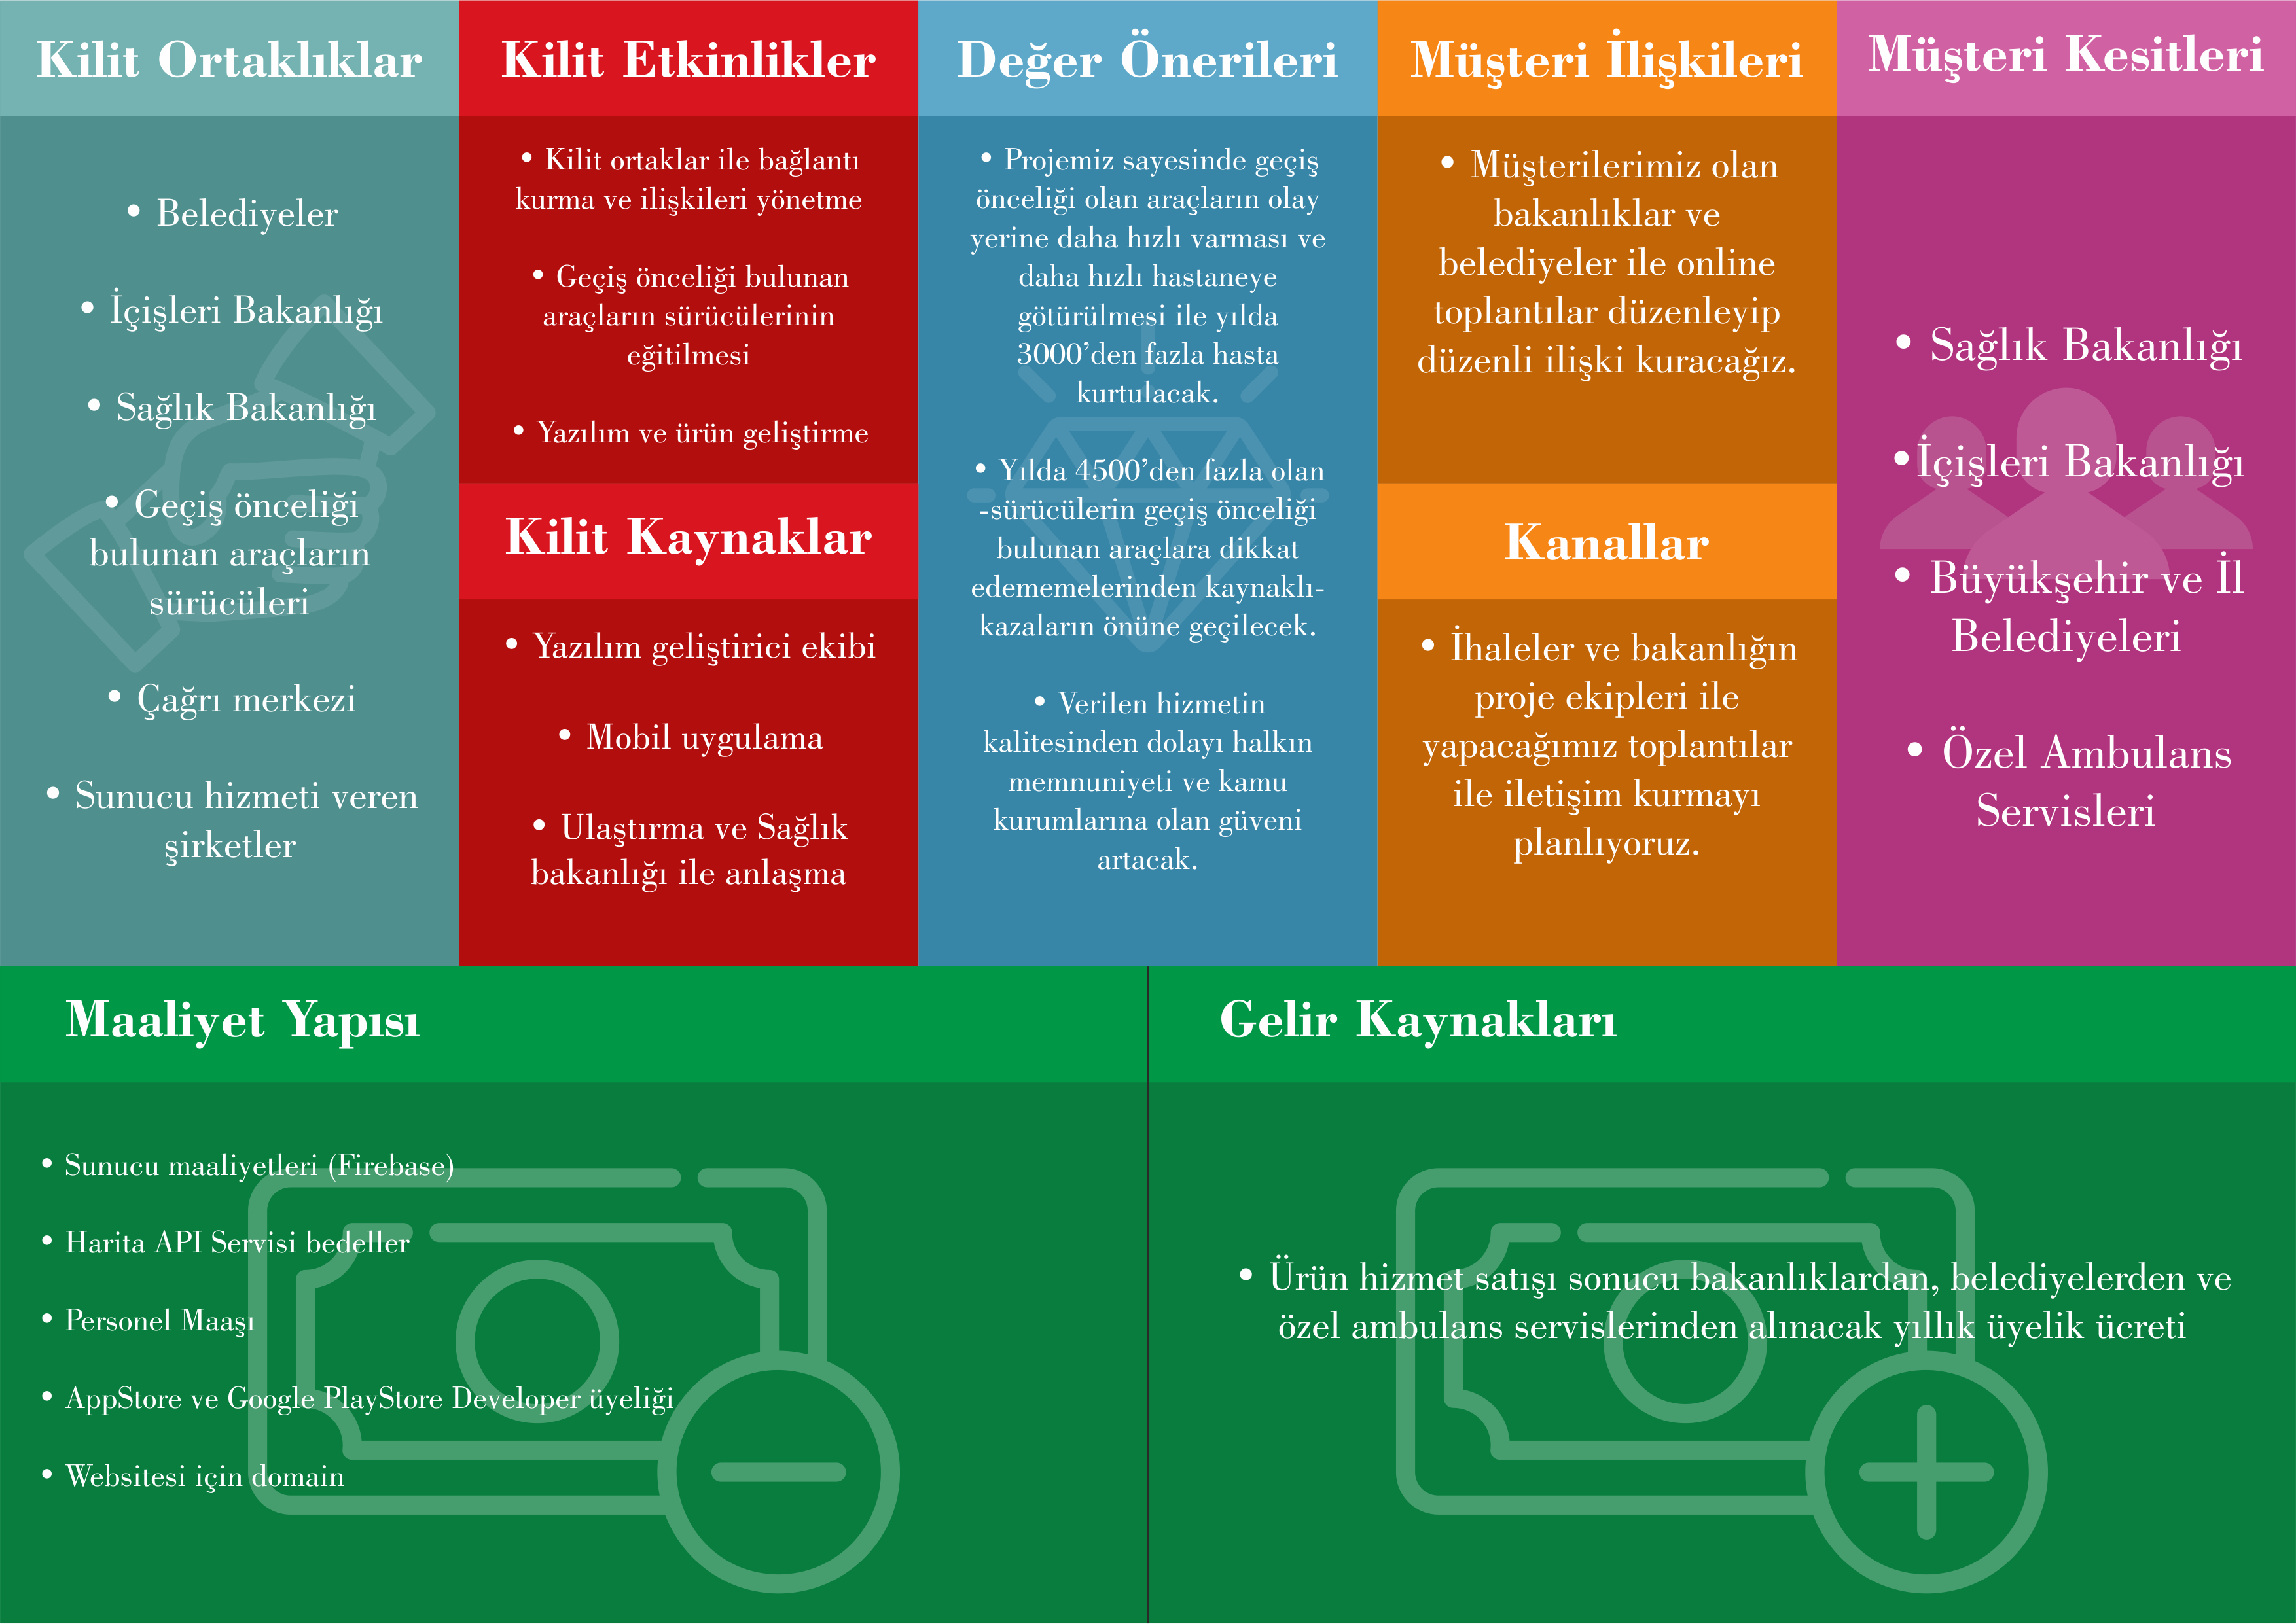 Kilit Ortaklıklar
• Belediyeler
• İçişleri Bakanlığı
• Sağlık Bakanlığı
• Geçiş önceliği
bulunan araçların
sürücüleri
• Çağrı merkezi
• Sunucu hizmeti veren
şirketler
Kilit Etkinlikler
• Kilit ortaklar ile bağlantı
kurma ve ilişkileri yönetme
• Geçiş önceliği bulunan
araçların sürücülerinin
eğitilmesi
• Yazılım ve ürün geliştirme
Kilit Kaynaklar
• Yazılım geliştirici ekibi
• Mobil uygulama
• Ulaştırma ve Sağlık
bakanlığı ile anlaşma
Değer Önerileri
• Projemiz sayesinde geçiş
önceliği olan araçların olay
yerine daha hızlı varması ve
daha hızlı hastaneye
götürülmesi ile yılda
3000’den fazla hasta
kurtulacak.
• Yılda 4500’den fazla olan
-sürücülerin geçiş önceliği
bulunan araçlara dikkat
edememelerinden kaynaklı-
kazaların önüne geçilecek.
• Verilen hizmetin
kalitesinden dolayı halkın
memnuniyeti ve kamu
kurumlarına olan güveni
artacak.
Müşteri İlişkileri
• Müşterilerimiz olan
bakanlıklar ve
belediyeler ile online
toplantılar düzenleyip
düzenli ilişki kuracağız.
Kanallar
• İhaleler ve bakanlığın
proje ekipleri ile
yapacağımız toplantılar
ile iletişim kurmayı
planlıyoruz.
Müşteri Kesitleri
• Sağlık Bakanlığı
•İçişleri Bakanlığı
• Büyükşehir ve İl
Belediyeleri
• Özel Ambulans
Servisleri
Maaliyet Yapısı
• Sunucu maaliyetleri (Firebase)
• Harita API Servisi bedeller
• Personel Maaşı
• AppStore ve Google PlayStore Developer üyeliği
• Websitesi için domain
Gelir Kaynakları
• Ürün hizmet satışı sonucu bakanlıklardan, belediyelerden ve
özel ambulans servislerinden alınacak yıllık üyelik ücreti